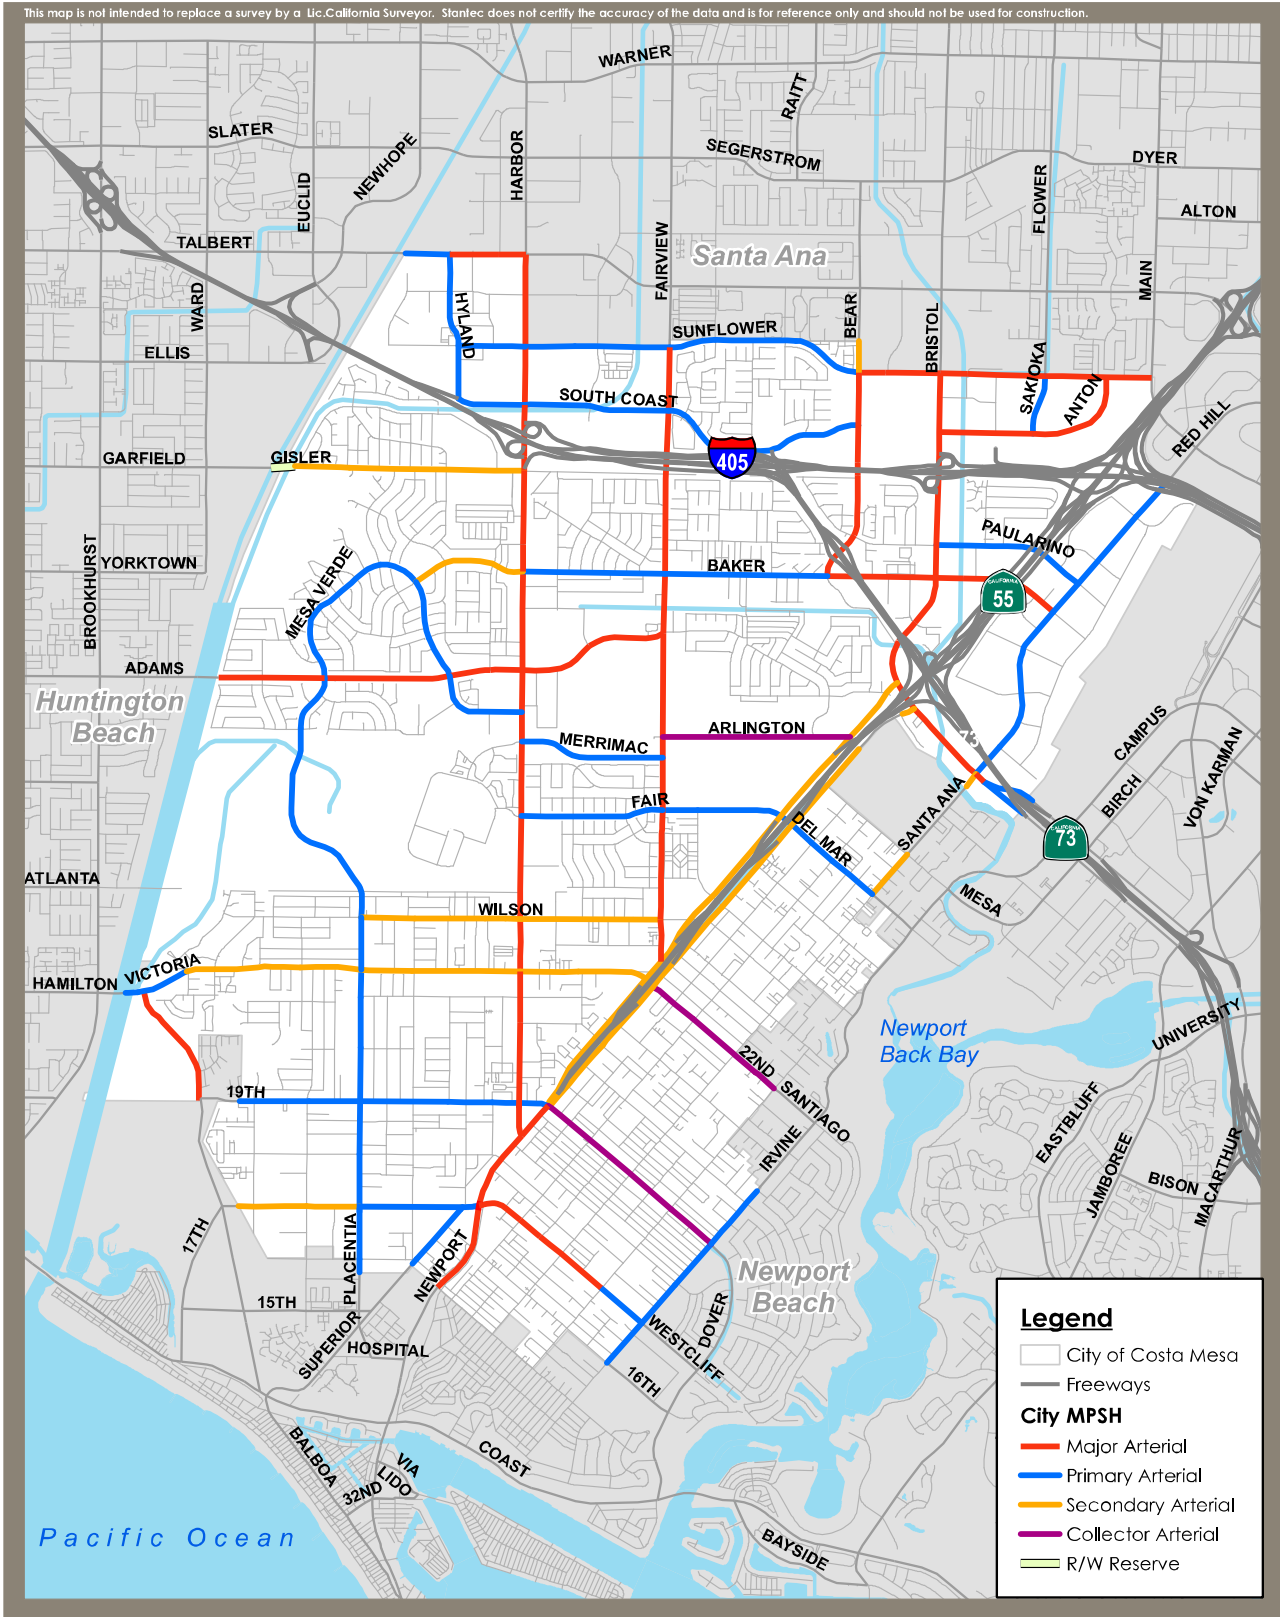 This map is not intended to replace a survey by a Lic.California Surveyor. Stantec does not certify the accuracy of the data and is for reference only and should not be used for construction.
WARNER
RAITT
SLATER
NEWHOPE
HARBOR
SEGERSTROM
DYER
EUCLID
FLOWER
ALTON
TALBERT
FAIRVIEW
Santa Ana
MAIN
WARD
HYLAND
SUNFLOWER
BEAR
BRISTOL
ELLIS
SAKIOKA
ANTON
SOUTH COAST
RED HILL
GARFIELD
GISLER
405
PAULARINO
BROOKHURST
YORKTOWN
MESA VERDE
BAKER
CALIFORNIA
55
ADAMS
Huntington
Beach
ARLINGTON
MERRIMAC
73
CAMPUS
VON KARMAN
BIRCH
FAIR
DEL MAR
SANTA ANA
CALIFORNIA
73
ATLANTA
MESA
WILSON
HAMILTON
VICTORIA
Newport
Back Bay
UNIVERSITY
22ND
SANTIAGO
19TH
IRVINE
EASTBLUFF
JAMBOREE
BISON
MACARTHUR
17TH
PLACENTIA
NEWPORT
Newport
Beach
15TH
SUPERIOR
HOSPITAL
DOVER
WESTCLIFF
16TH
BALBOA
VIA
LIDO
32ND
COAST
BAYSIDE
Pacific Ocean
Legend
City of Costa Mesa
Freeways
City MPSH
Major Arterial
Primary Arterial
Secondary Arterial
Collector Arterial
R/W Reserve